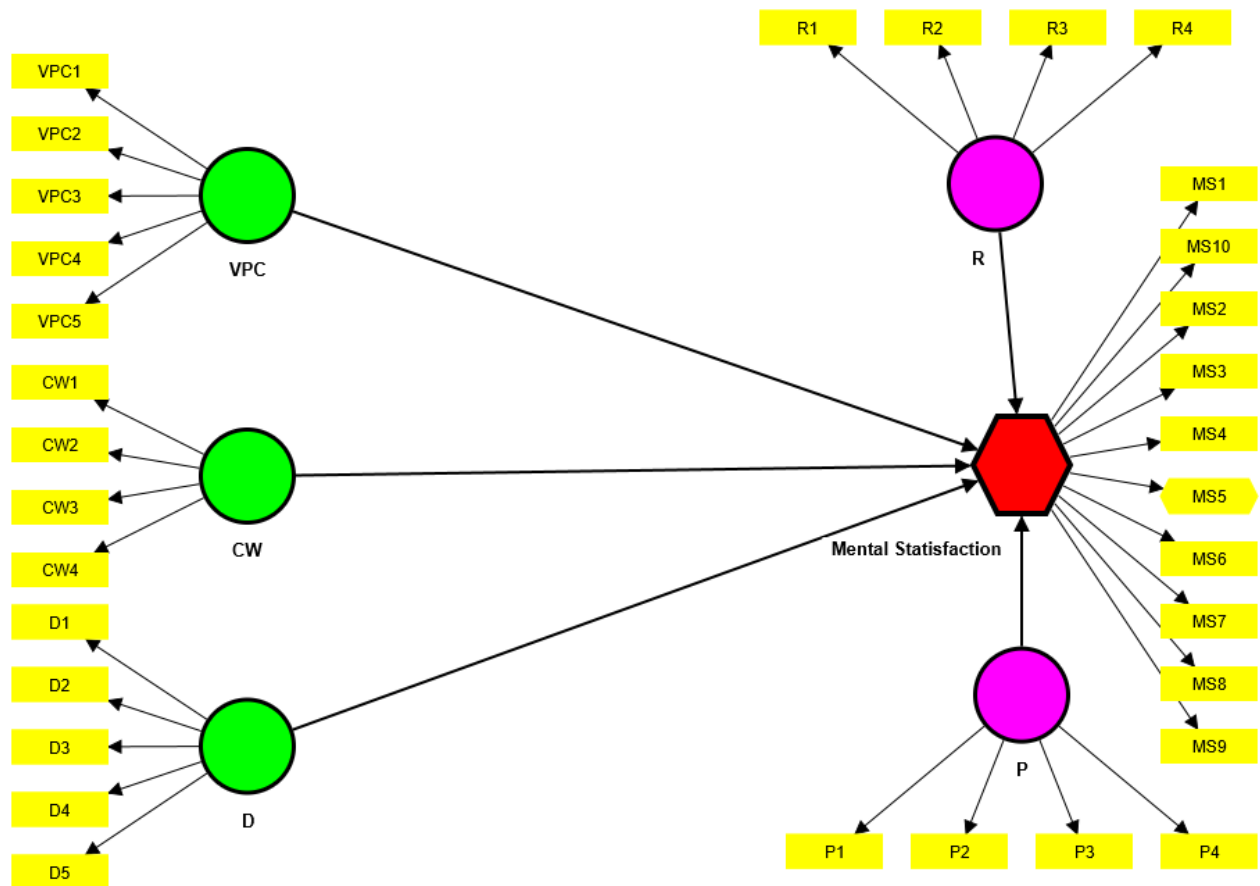 R1
R2
R3
R4
VPC1
VPC2
VPC3
VPC4
VPC5
VPC
R
MS1
MS10
MS2
MS3
MS4
MS5
MS6
MS7
MS8
MS9
CW1
CW2
CW3
CW4
CW
Mental Statisfaction
D1
D2
D3
D4
D5
D
P
P1
P2
P3
P4